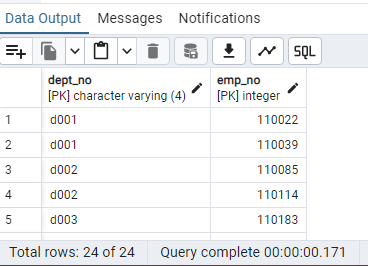 Data Output Messages Notifications
SQL
dept_no emp_no
[PK] character varying (4) [PK] integer
1 d001 110022
2 d001 110039
3 d002 110085
4 d002 110114
5 d003 110183
Total rows: 24 of 24 Query complete 00:00:00.171